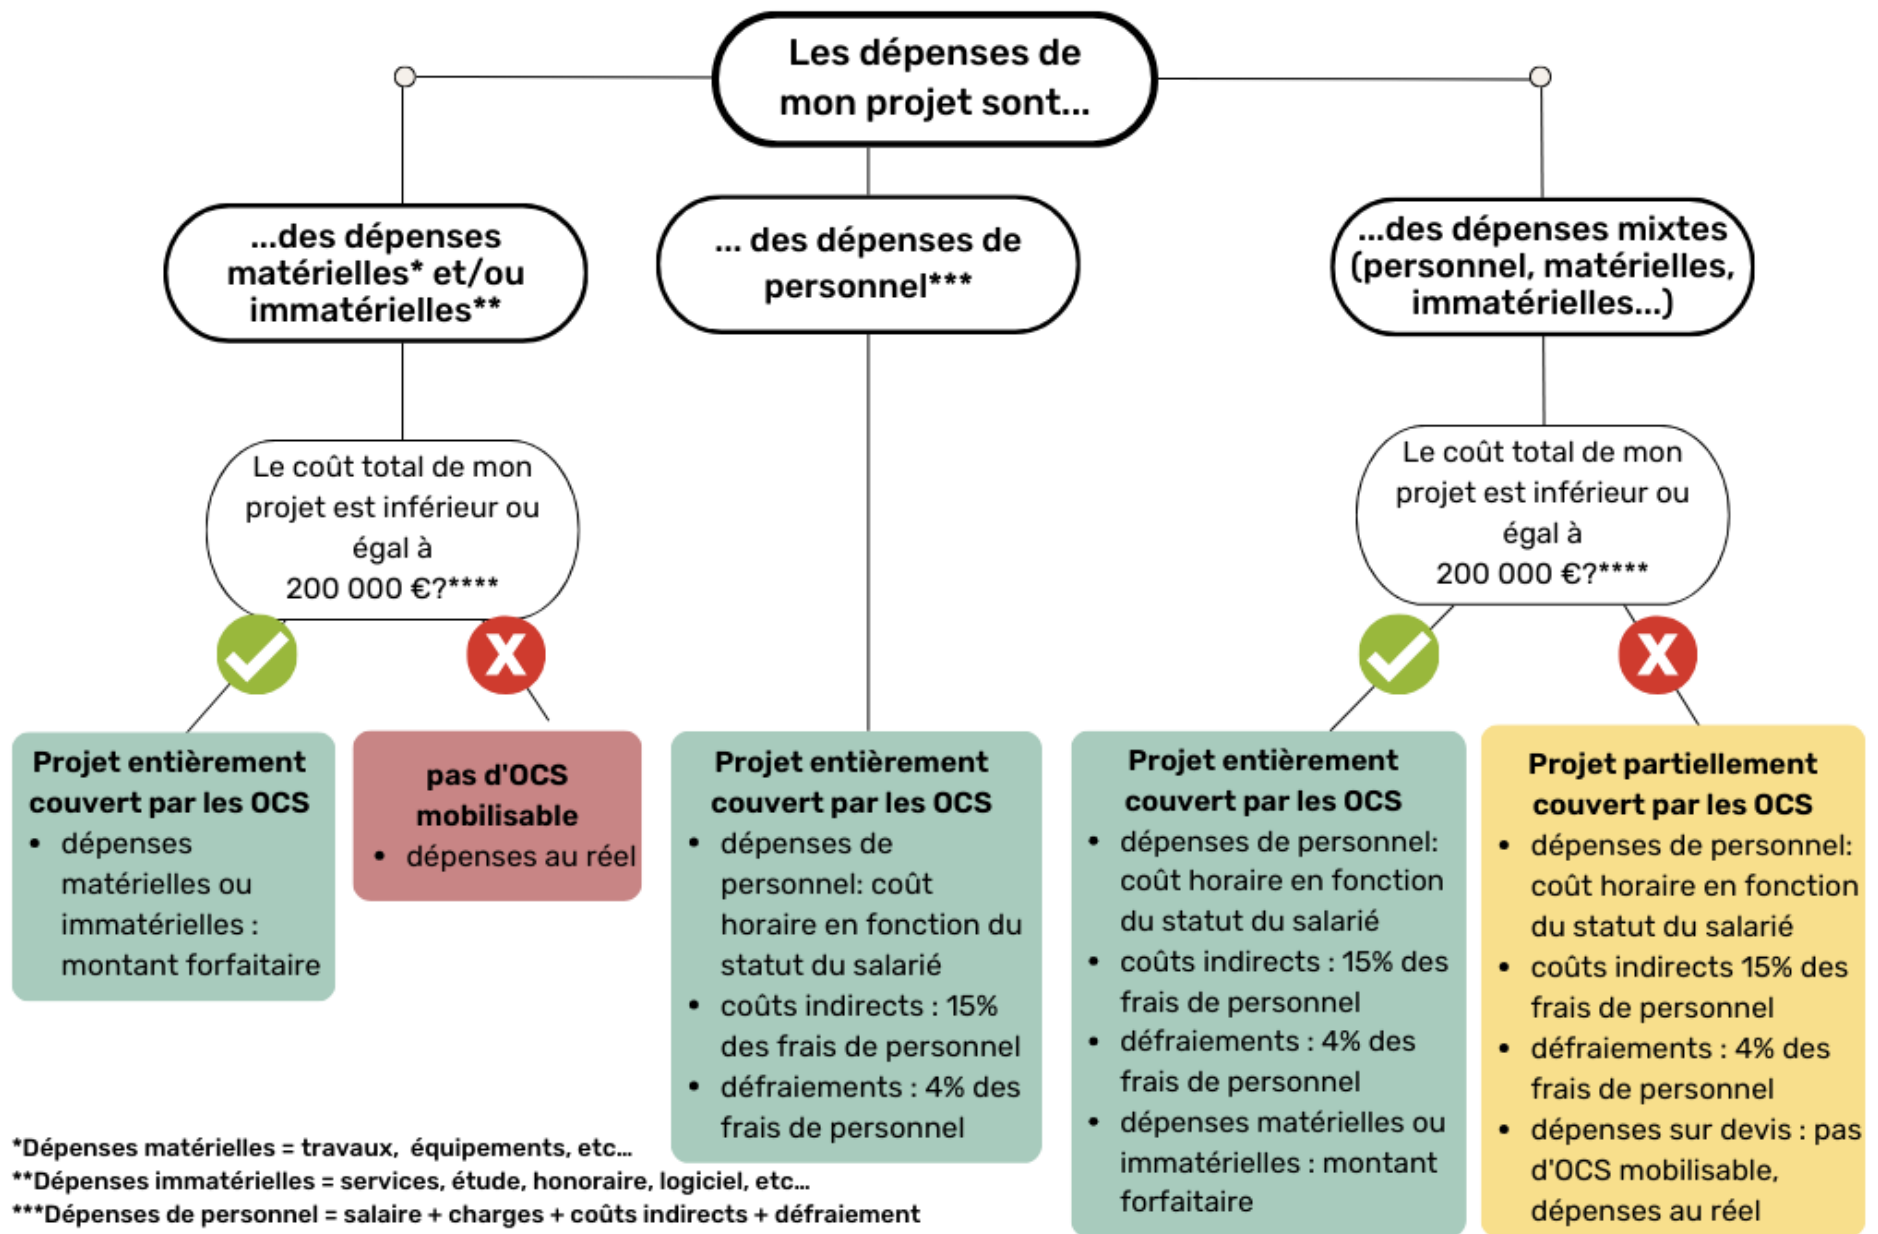 Les dépenses de
mon projet sont...
...des dépenses
matérielles* et/ou
immatérielles**
... des dépenses de
personnel***
...des dépenses mixtes
(personnel, matérielles,
immatérielles...)
Le coût total de mon
projet est inférieur ou
égal à
200 000 €?****
Le coût total de mon
projet est inférieur ou
égal à
200 000 €?****
X
X
Projet entièrement
couvert par les OCS
• dépenses
matérielles ou
immatérielles :
montant forfaitaire
pas d'OCS
mobilisable
• dépenses au réel
Projet entièrement
couvert par les OCS
• dépenses de
personnel: coût
horaire en fonction du
statut du salarié
• coûts indirects : 15%
des frais de personnel
• défraiements : 4% des
frais de personnel
Projet entièrement
couvert par les OCS
• dépenses de personnel:
coût horaire en fonction
du statut du salarié
• coûts indirects : 15% des
frais de personnel
• défraiements : 4% des
frais de personnel
• dépenses matérielles ou
immatérielles : montant
forfaitaire
Projet partiellement
couvert par les OCS
• dépenses de personnel:
coût horaire en fonction
du statut du salarié
• coûts indirects 15% des
frais de personnel
• défraiements : 4% des
frais de personnel
• dépenses sur devis : pas
d'OCS mobilisable,
dépenses au réel
*Dépenses matérielles = travaux, équipements, etc...
**Dépenses immatérielles = services, étude, honoraire, logiciel, etc...
***Dépenses de personnel = salaire + charges + coûts indirects + défraiement